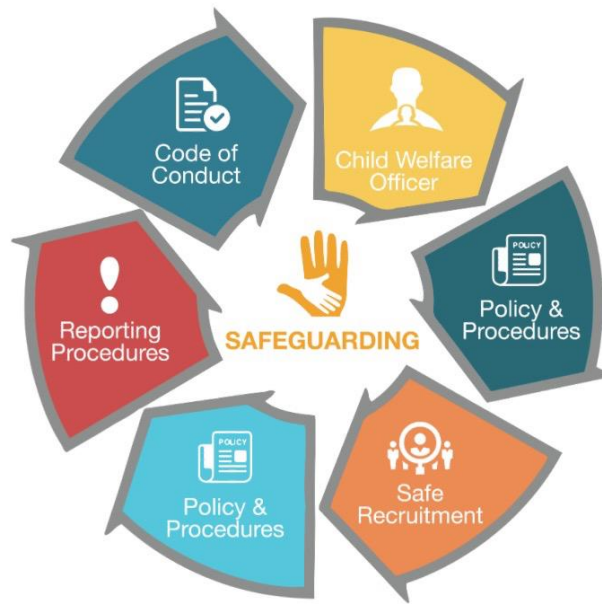 Code of
Conduct
Child Welfare
Officer
POLICY
Policy &
Procedures
Safe
Recruitment
POLICY
Policy &
Procedures
Reporting
Procedures
SAFEGUARDING